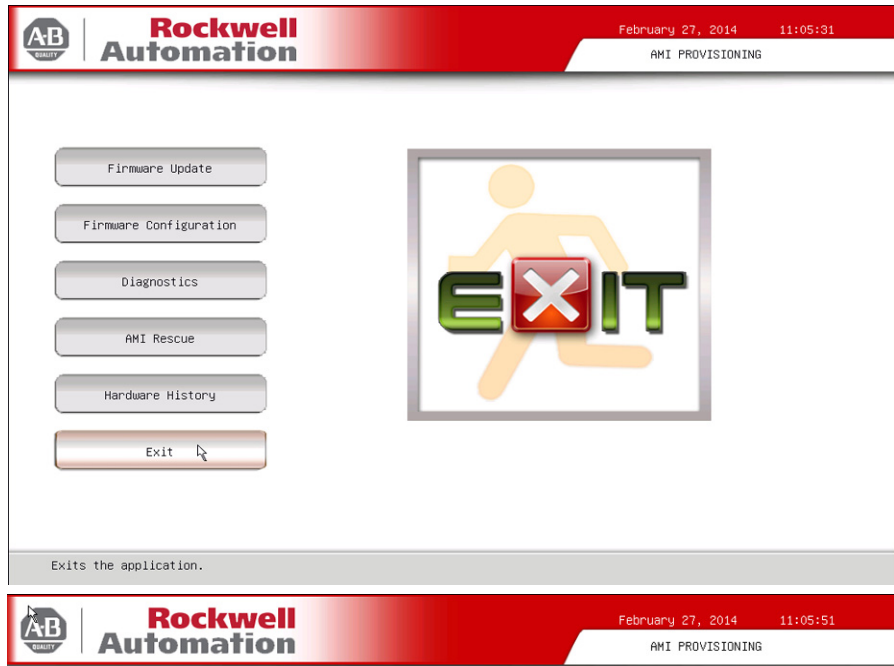 A-B
QUALITY
Rockwell
Automation
February 27, 2014 11:05:31
AMI PROVISIONING
Firmware Update
Firmware Configuration
Diagnostics
AMI Rescue
Hardware History
Exit
EXIT
Exits the application.
A-B
QUALITY
Rockwell
Automation
February 27, 2014 11:05:51
AMI PROVISIONING